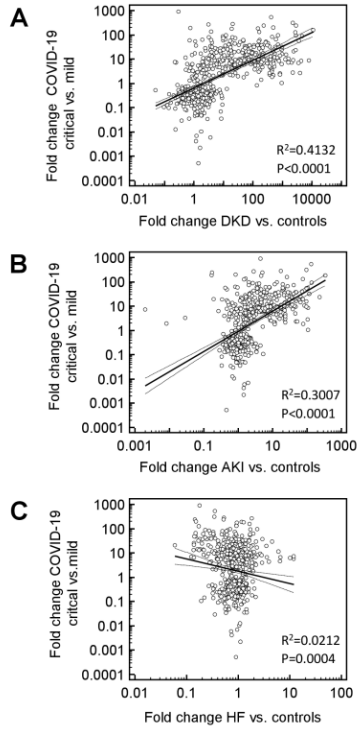 A
Fold change COVID-19
critical vs. mild
1000
100
10
1
0.1
0.01
0.001
0.0001
R²=0.4132
P<0.0001
0.01 1 100 10000
Fold change DKD vs. controls
B
Fold change COVID-19
critical vs. mild
1000
100
10
1
0.1
0.01
0.001
0.0001
R²=0.3007
P<0.0001
0.001 0.1 10 1000
Fold change AKI vs. controls
C
Fold change COVID-19
critcal vs.mild
1000
100
10
1
0.1
0.01
0.001
0.0001
R²=0.0212
P=0.0004
0.01 0.1 1 10 100
Fold change HF vs. controls